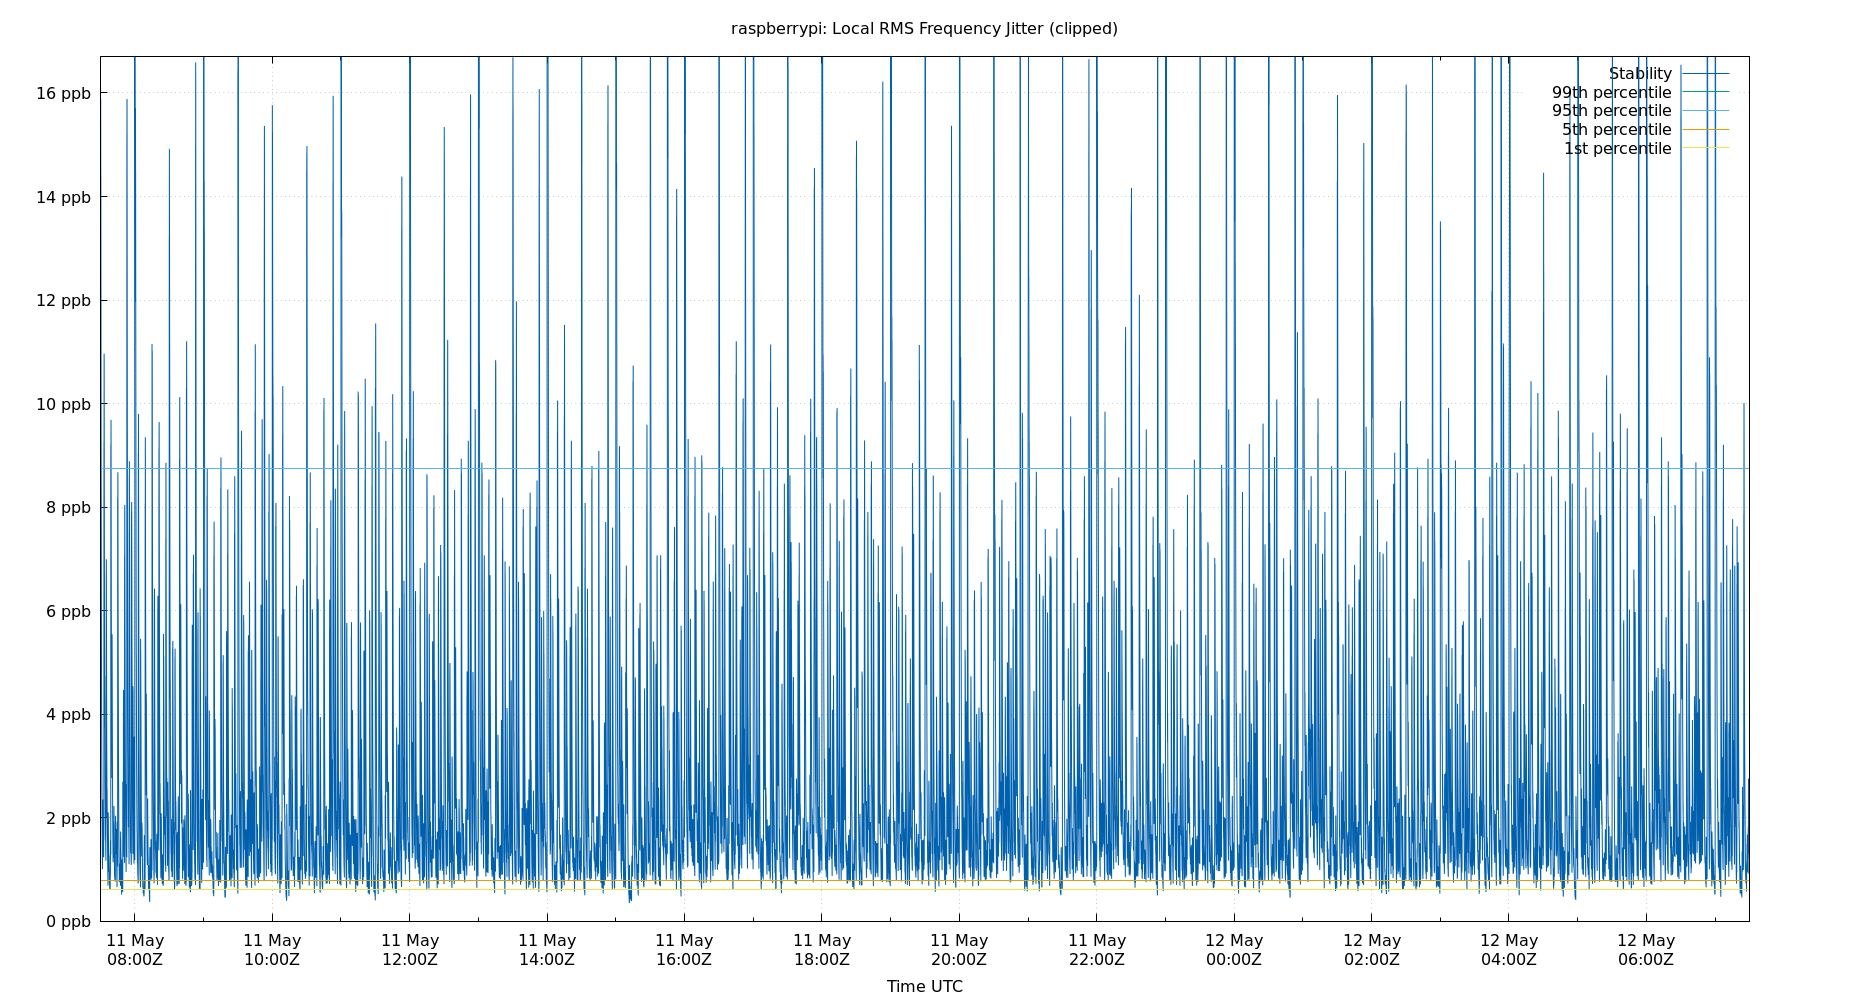 raspberrypi: Local RMS Frequency Jitter (clipped)
Stability
99th percentile
95th percentile
5th percentile
1st percentile
16 ppb
14 ppb
12 ppb
10 ppb
8 ppb
6 ppb
4 ppb
2 ppb
0 ppb
11 May 11 May 11 May 11 May 11 May 11 May 11 May 11 May 12 May 12 May 12 May 12 May
08:00Z 10:00Z 12:00Z 14:00Z 16:00Z 18:00Z 20:00Z 22:00Z 00:00Z 02:00Z 04:00Z 06:00Z
Time UTC